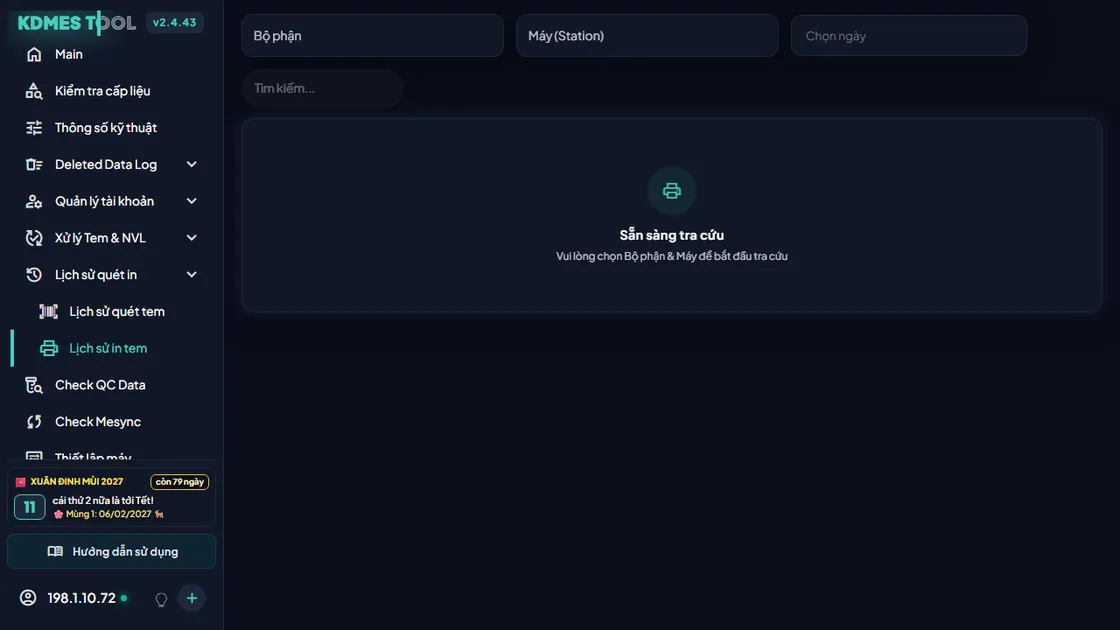 KDMES TOOL v2.4.43
Main
Kiểm tra cấp liệu
Thông số kỹ thuật
Deleted Data Log
Quản lý tài khoản
Xử lý Tem & NVL
Lịch sử quét in
Lịch sử quét tem
Lịch sử in tem
Check QC Data
Check Mesync
Thiết lập máy
XUÂN ĐINH MÙI 2027 còn 79 ngày
11 cái thứ 2 nữa là tới Tết!
Mùng 1: 06/02/2027
Hướng dẫn sử dụng
198.1.10.72
Bộ phận
Máy (Station)
Chọn ngày
Tìm kiếm...
Sẵn sàng tra cứu
Vui lòng chọn Bộ phận & Máy để bắt đầu tra cứu